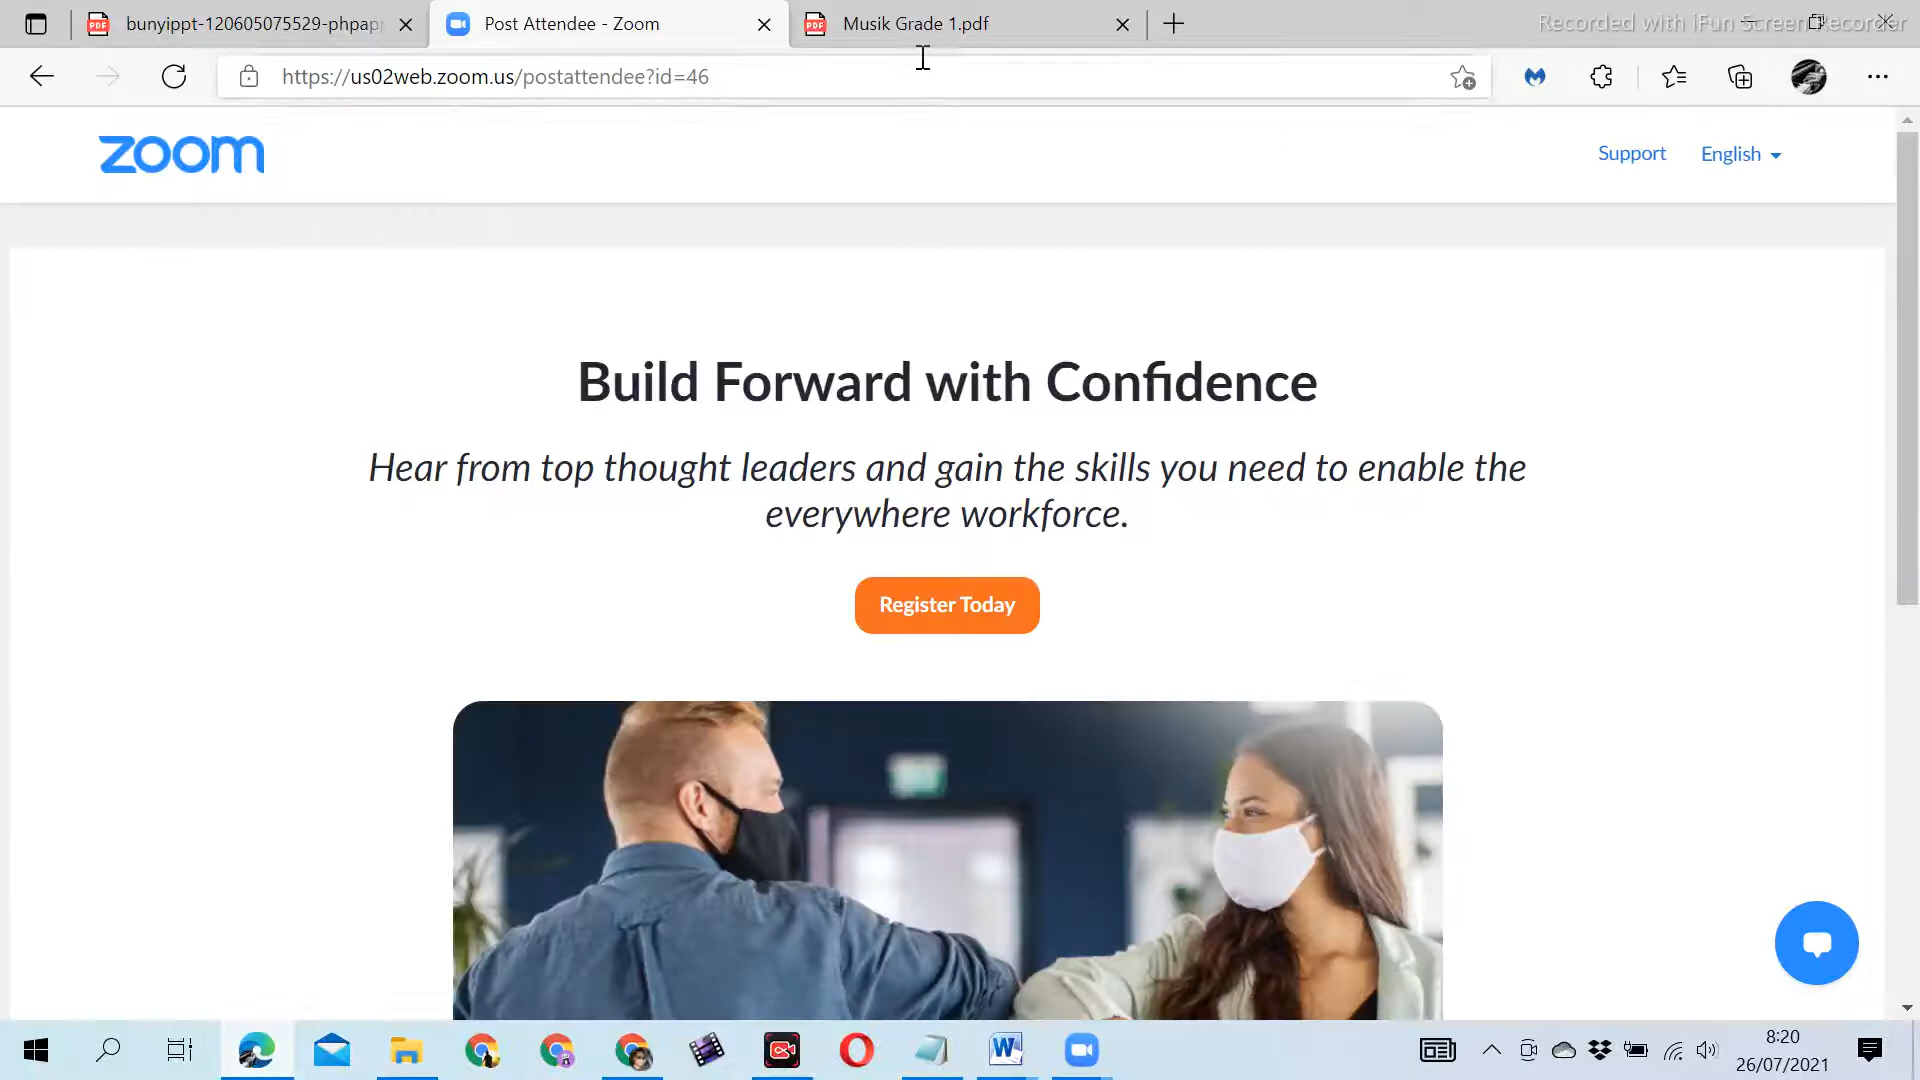 bunyippt-120605075529-phpapp
Post Attendee - Zoom
Musik Grade 1.pdf
Recorded with iFun Screen Recorder
https://us02web.zoom.us/postattendee?id=46
zoom
Support
English
Build Forward with Confidence
Hear from top thought leaders and gain the skills you need to enable the
everywhere workforce.
Register Today
8:20
26/07/2021